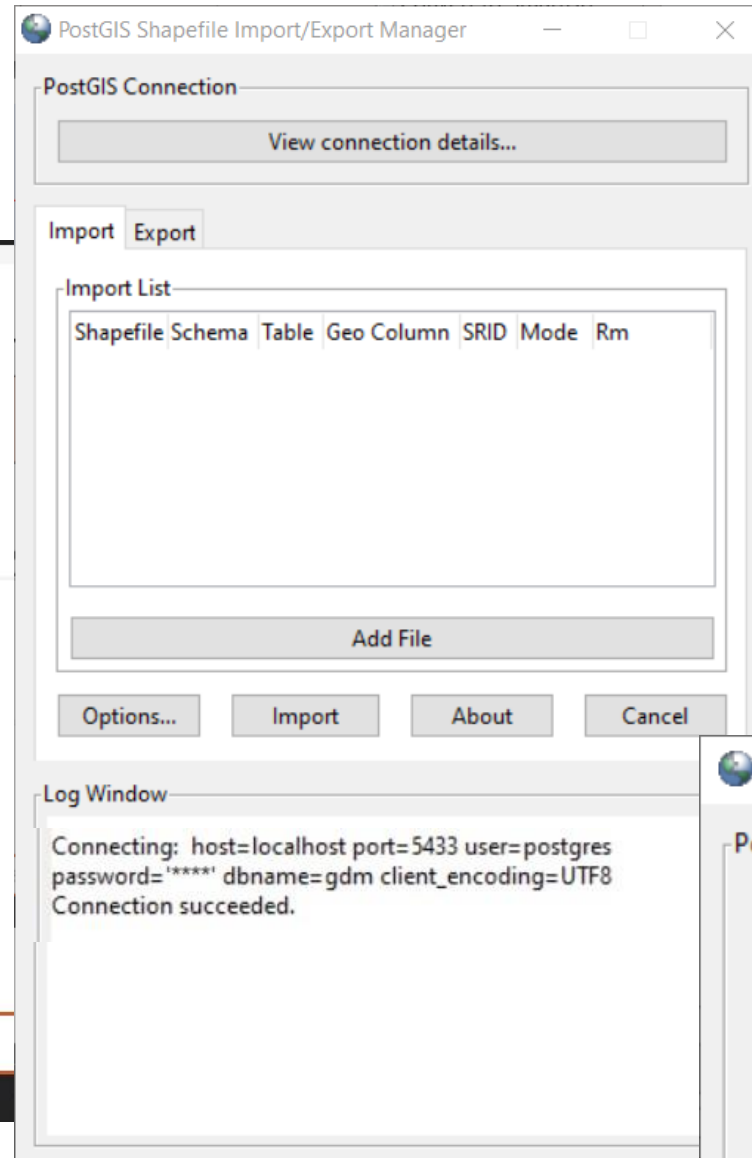 PostGIS Shapefile Import/Export Manager
PostGIS Connection
View connection details...
Import Export
Import List
Shapefile Schema Table Geo Column SRID Mode Rm
Add File
Options... Import About Cancel
Log Window
Connecting: host=localhost port=5433 user=postgres
password='****' dbname=gdm client_encoding=UTF8
Connection succeeded.